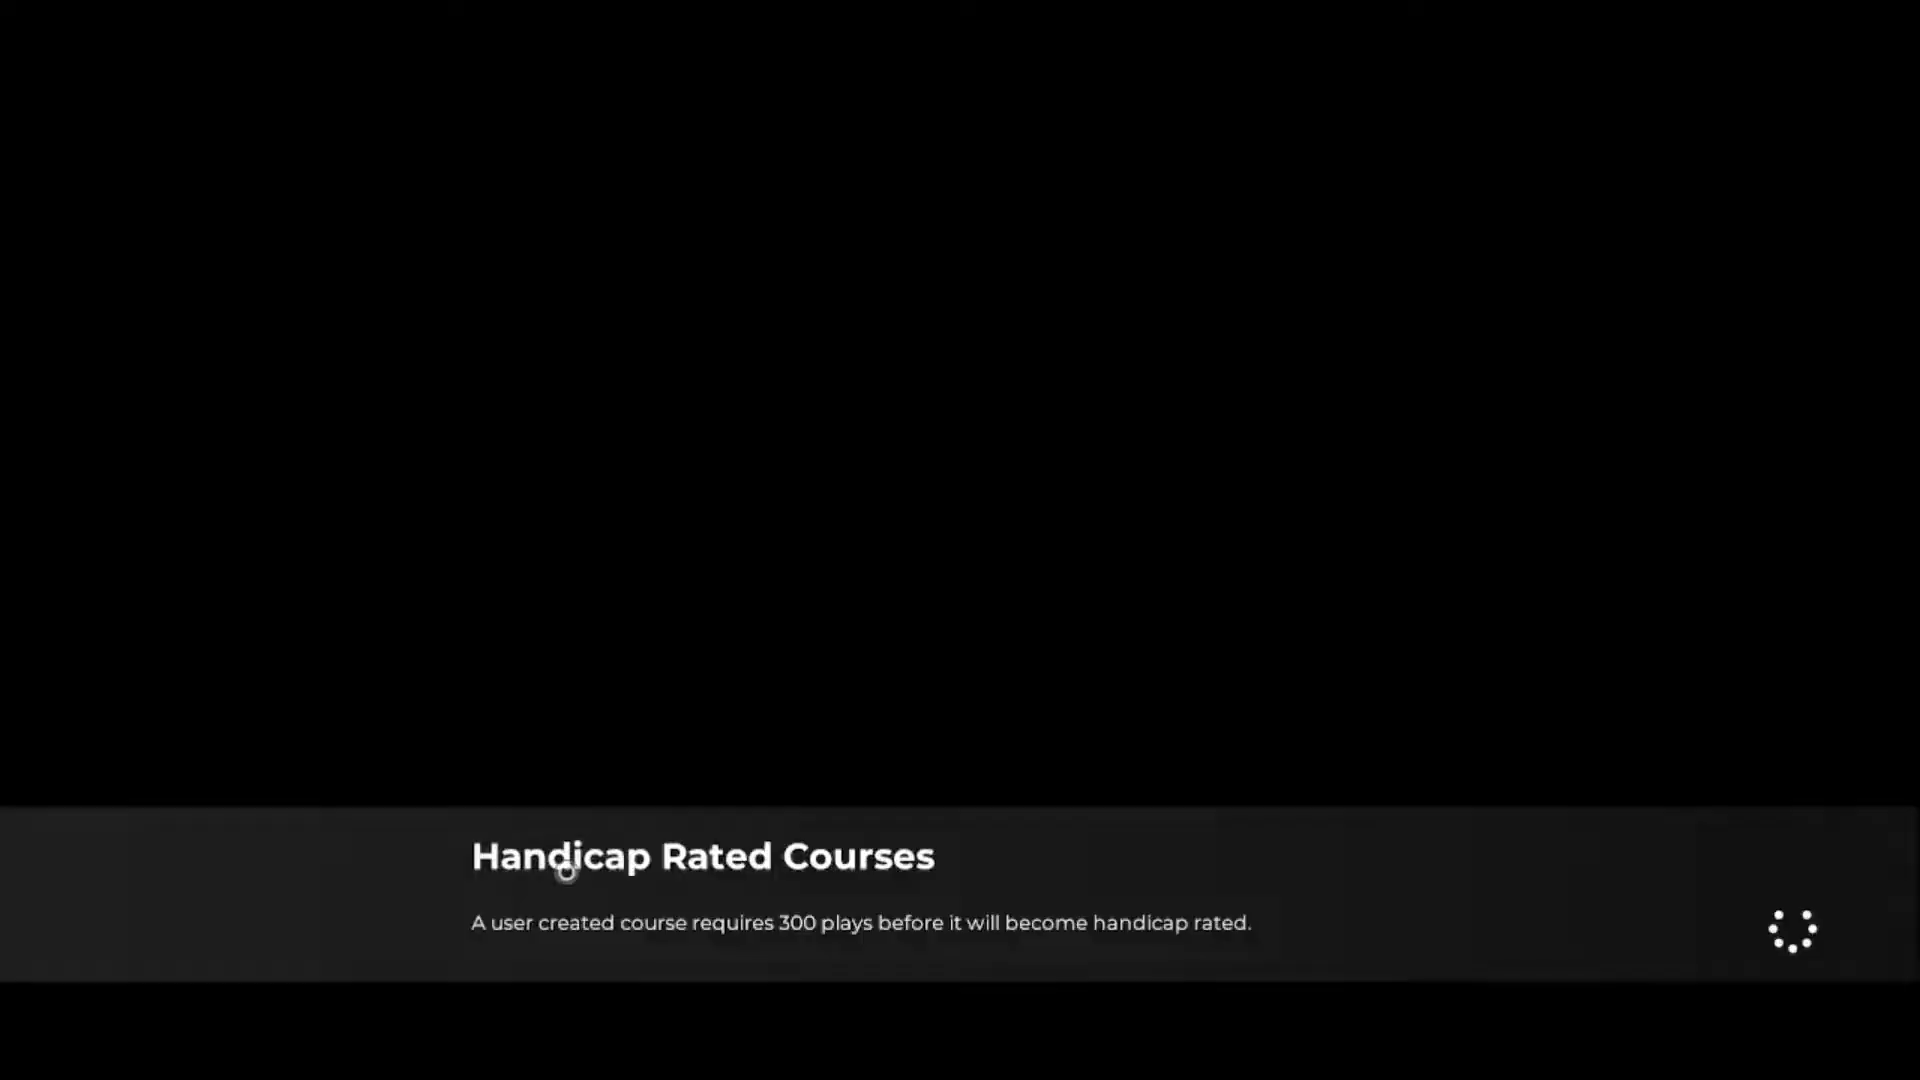 Handicap Rated Courses
A user created course requires 300 plays before it will become handicap rated.